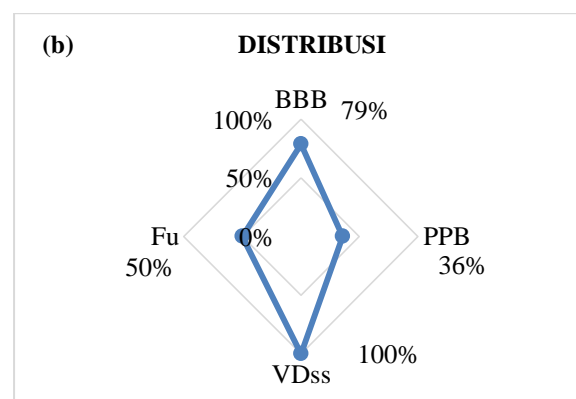 (b) DISTRIBUSI
BBB 79%
100%
50%
Fu 0% PPB
50% 36%
100%
VDss